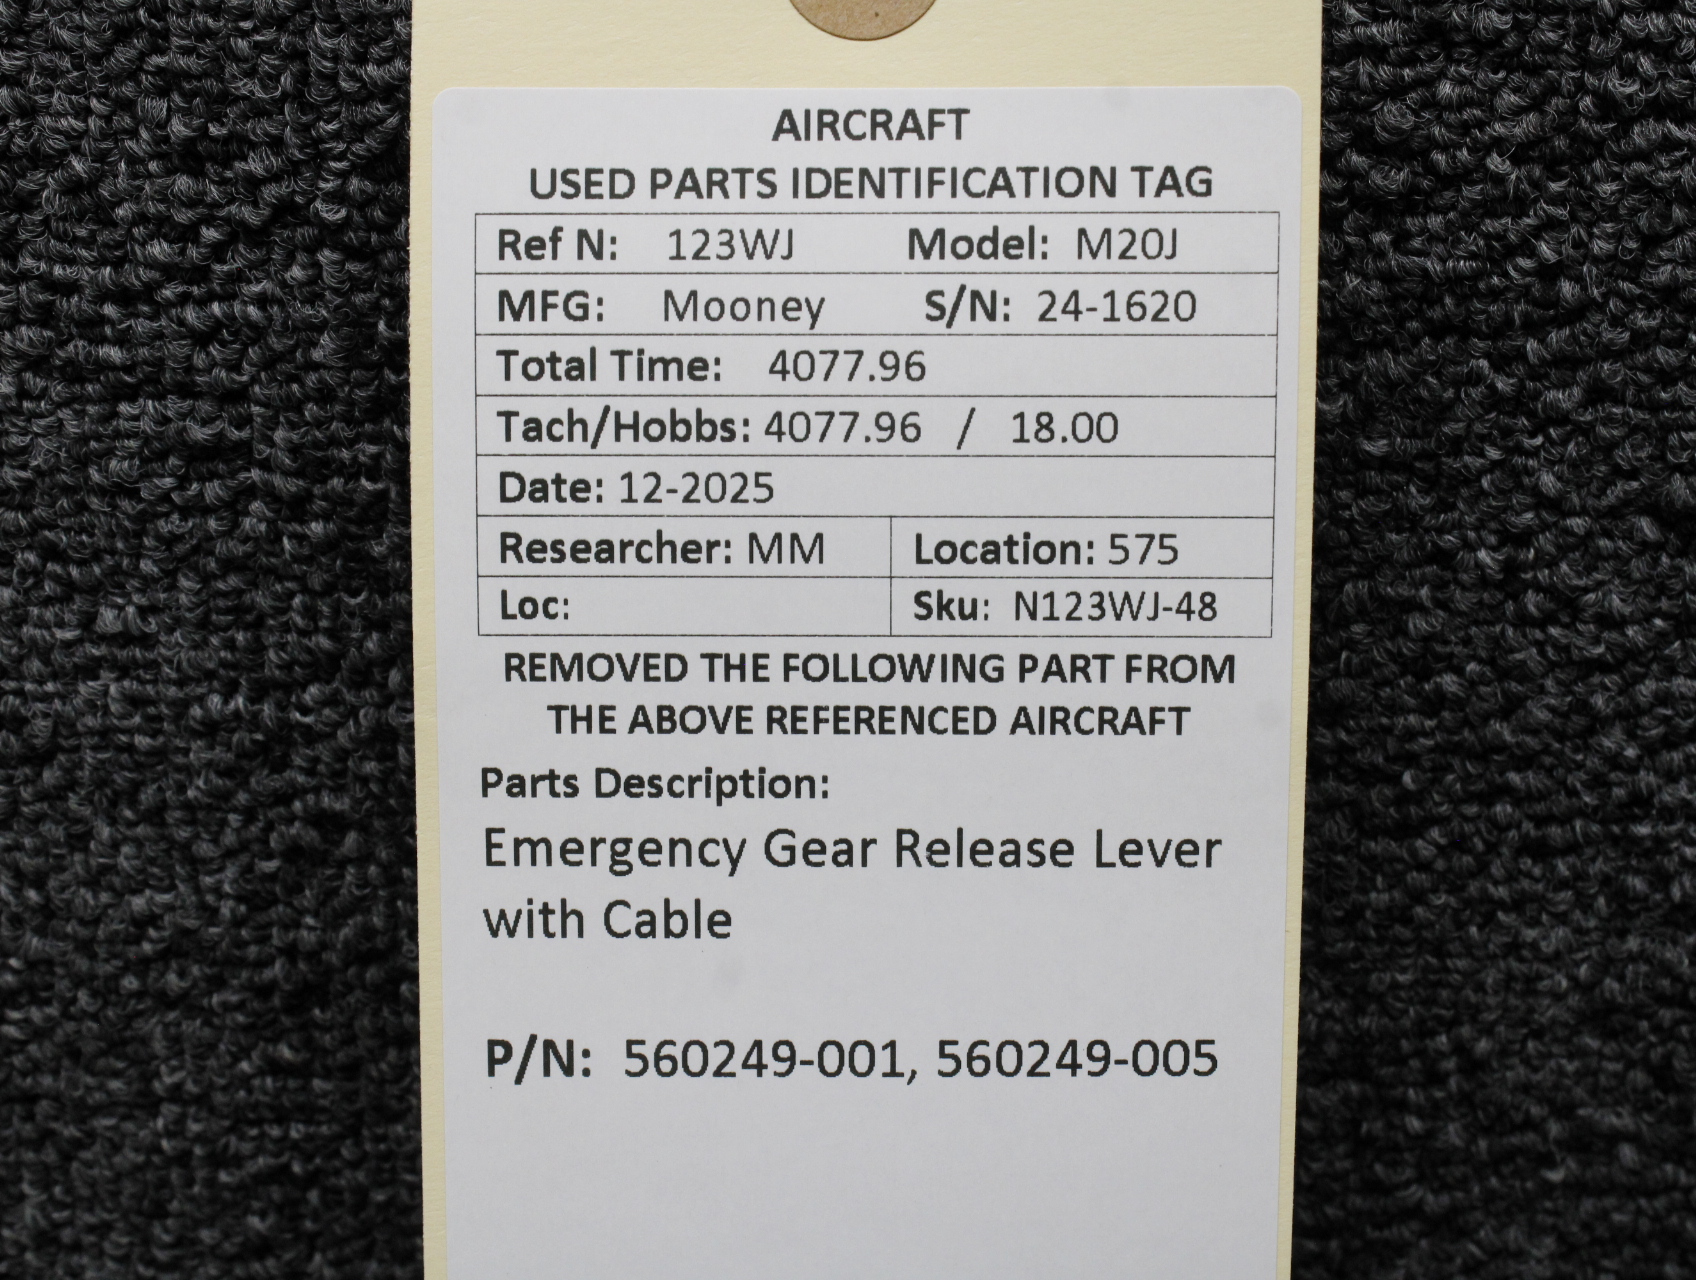 AIRCRAFT
USED PARTS IDENTIFICATION TAG
Ref N: 123WJ Model: M20J
MFG: Mooney S/N: 24-1620
Total Time: 4077.96
Tach/Hobbs: 4077.96 / 18.00
Date: 12-2025
Researcher: MM Location: 575
Loc: Sku: N123WJ-48
REMOVED THE FOLLOWING PART FROM
THE ABOVE REFERENCED AIRCRAFT
Parts Description:
Emergency Gear Release Lever
with Cable
P/N: 560249-001, 560249-005